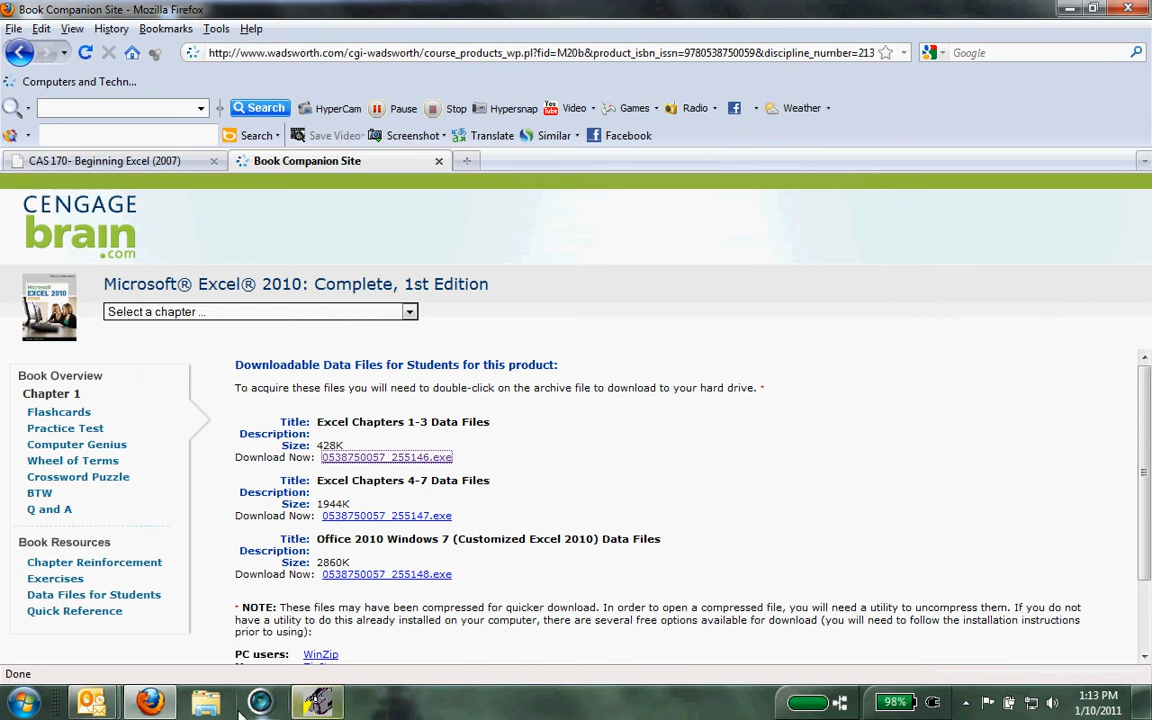 Book Companion Site - Mozilla Firefox
File Edit View History Bookmarks Tools Help
http://www.wadsworth.com/cgi-wadsworth/course_products_wp.pl?fid=M20b&product_isbn_issn=9780538750059&discipline_number=213 Google
Computers and Techn...
Search HyperCam Pause Stop Hypersnap Video Games Radio Weather
Search Save Video Screenshot Translate Similar Facebook
CAS 170- Beginning Excel (2007) Book Companion Site
CENGAGE
brain
.com
Microsoft® Excel® 2010: Complete, 1st Edition
EXCEL 2010
Select a chapter ...
Book Overview
Chapter 1
Flashcards
Practice Test
Computer Genius
Wheel of Terms
Crossword Puzzle
BTW
Q and A
Book Resources
Chapter Reinforcement
Exercises
Data Files for Students
Quick Reference
Downloadable Data Files for Students for this product:
To acquire these files you will need to double-click on the archive file to download to your hard drive. *
Title: Excel Chapters 1-3 Data Files
Description:
Size: 428K
Download Now: 0538750057_255146.exe
Title: Excel Chapters 4-7 Data Files
Description:
Size: 1944K
Download Now: 0538750057_255147.exe
Title: Office 2010 Windows 7 (Customized Excel 2010) Data Files
Description:
Size: 2860K
Download Now: 0538750057_255148.exe
* NOTE: These files may have been compressed for quicker download. In order to open a compressed file, you will need a utility to uncompress them. If you do not
have a utility to do this already installed on your computer, there are several free options available for download (you will need to follow the installation instructions
prior to using):
PC users: WinZip
Done
98%
1:13 PM
1/10/2011